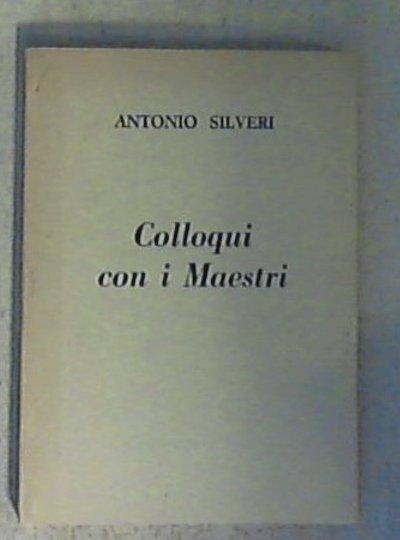 ANTONIO SILVERI
Colloqui
con i Maestri